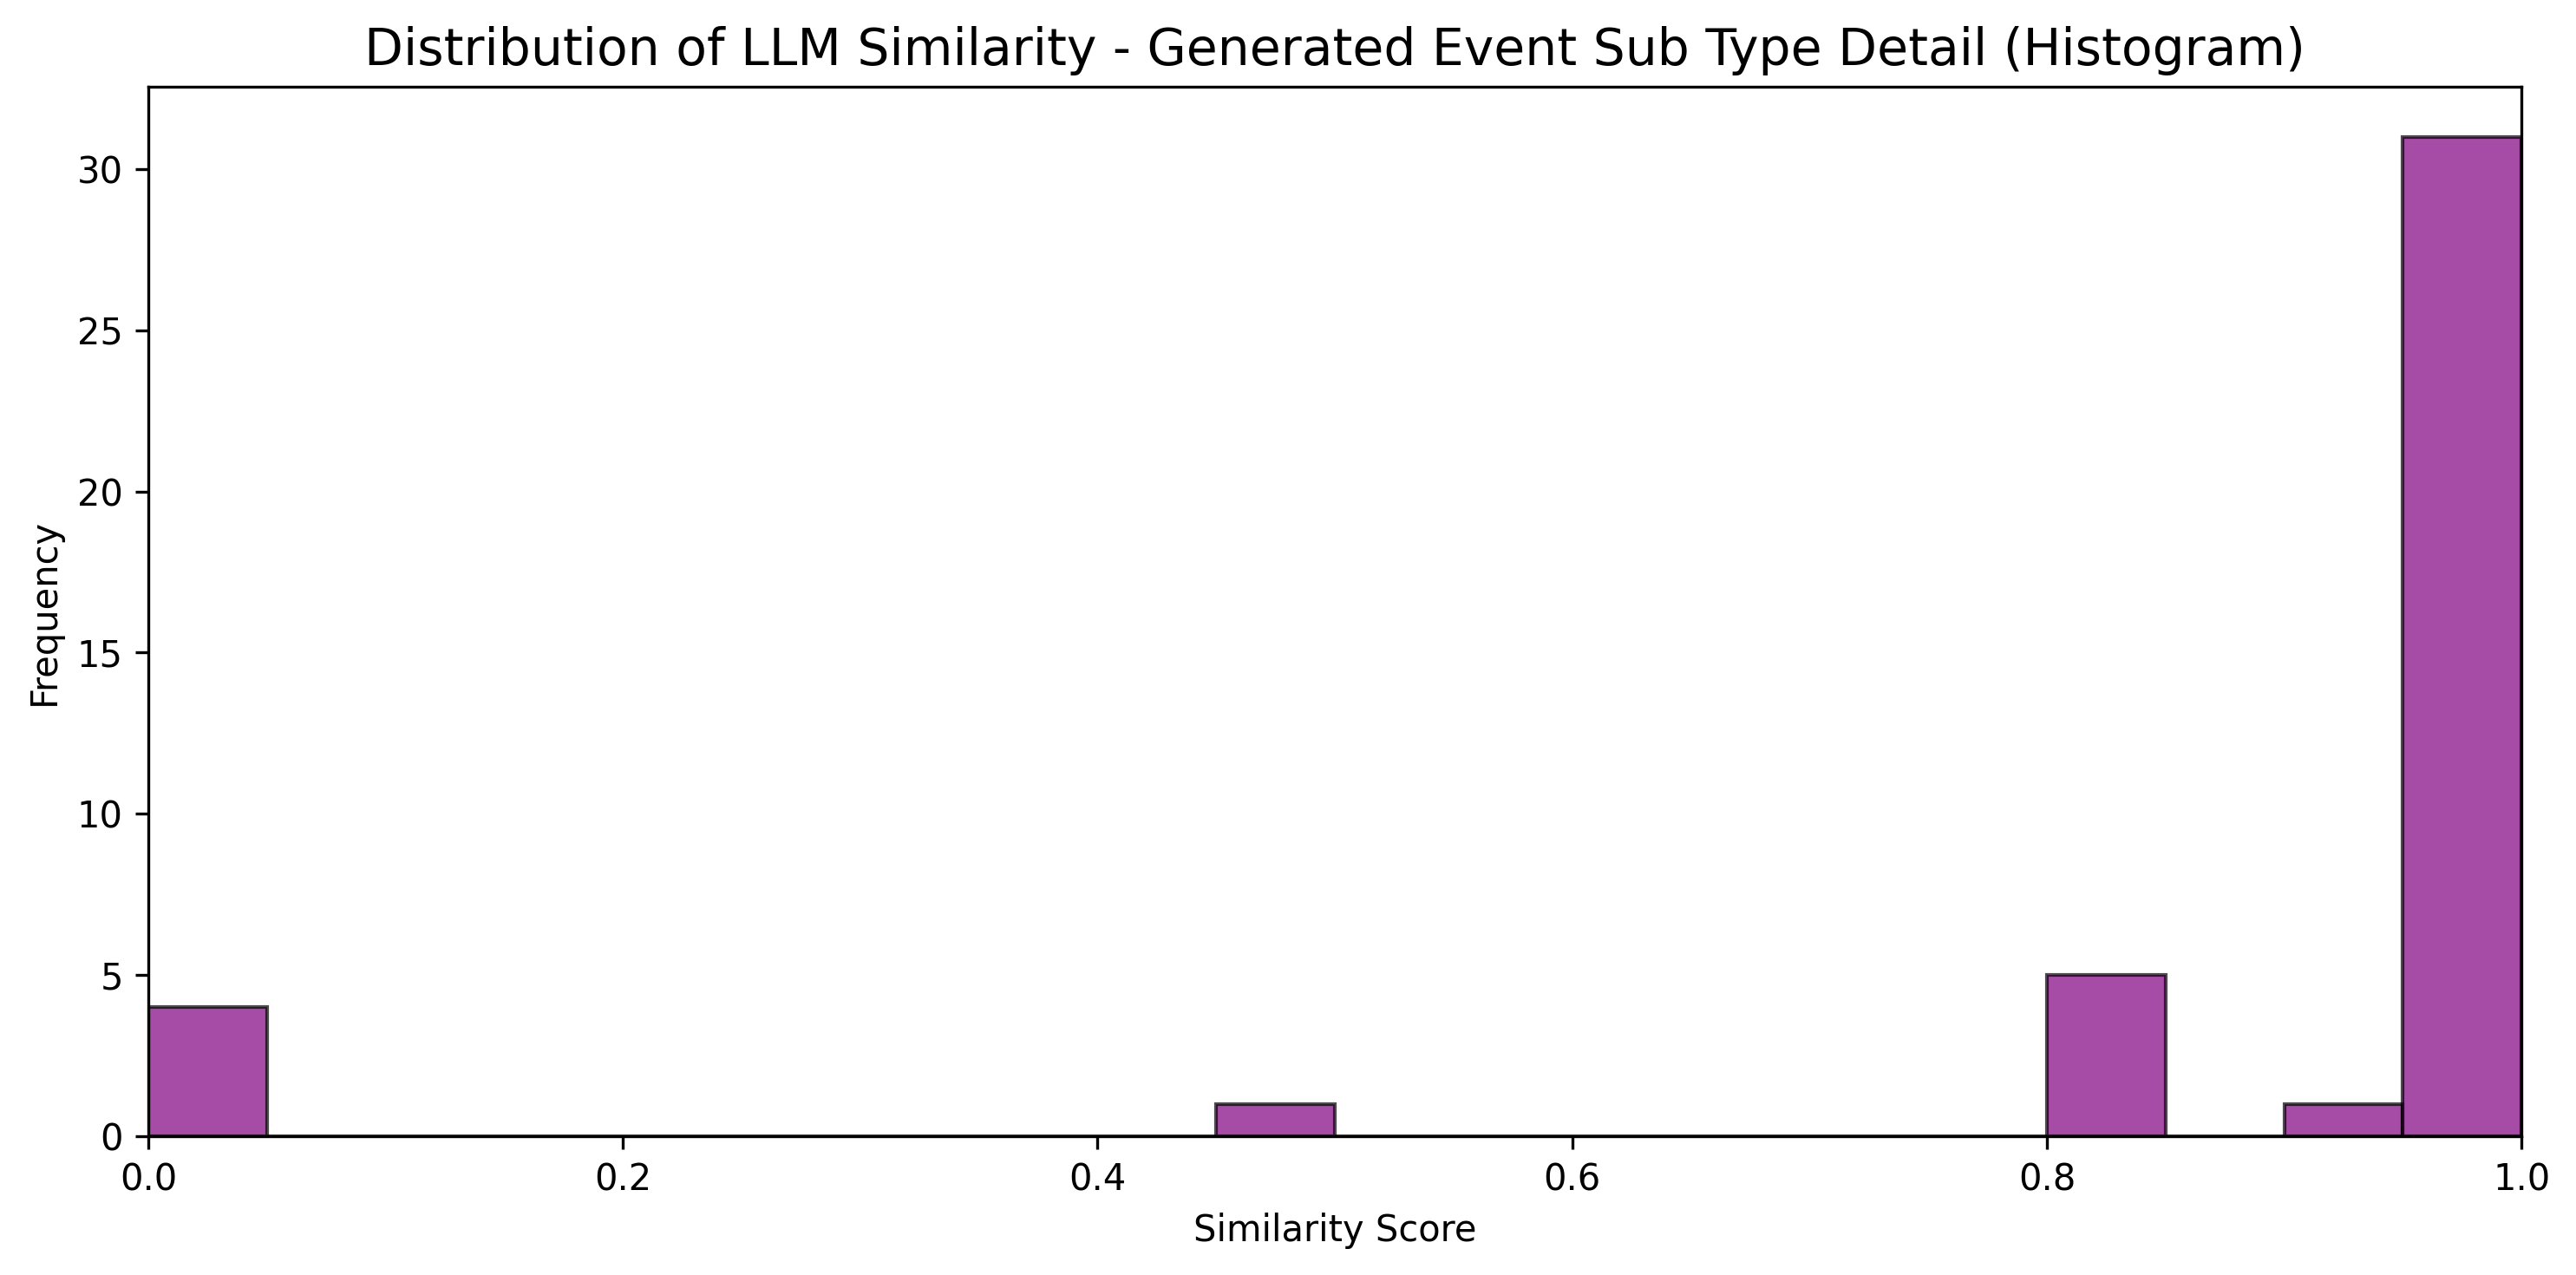 Distribution of LLM Similarity - Generated Event Sub Type Detail (Histogram)
Frequency
30
25
20
15
10
5
0
0.0 0.2 0.4 0.6 0.8 1.0
Similarity Score